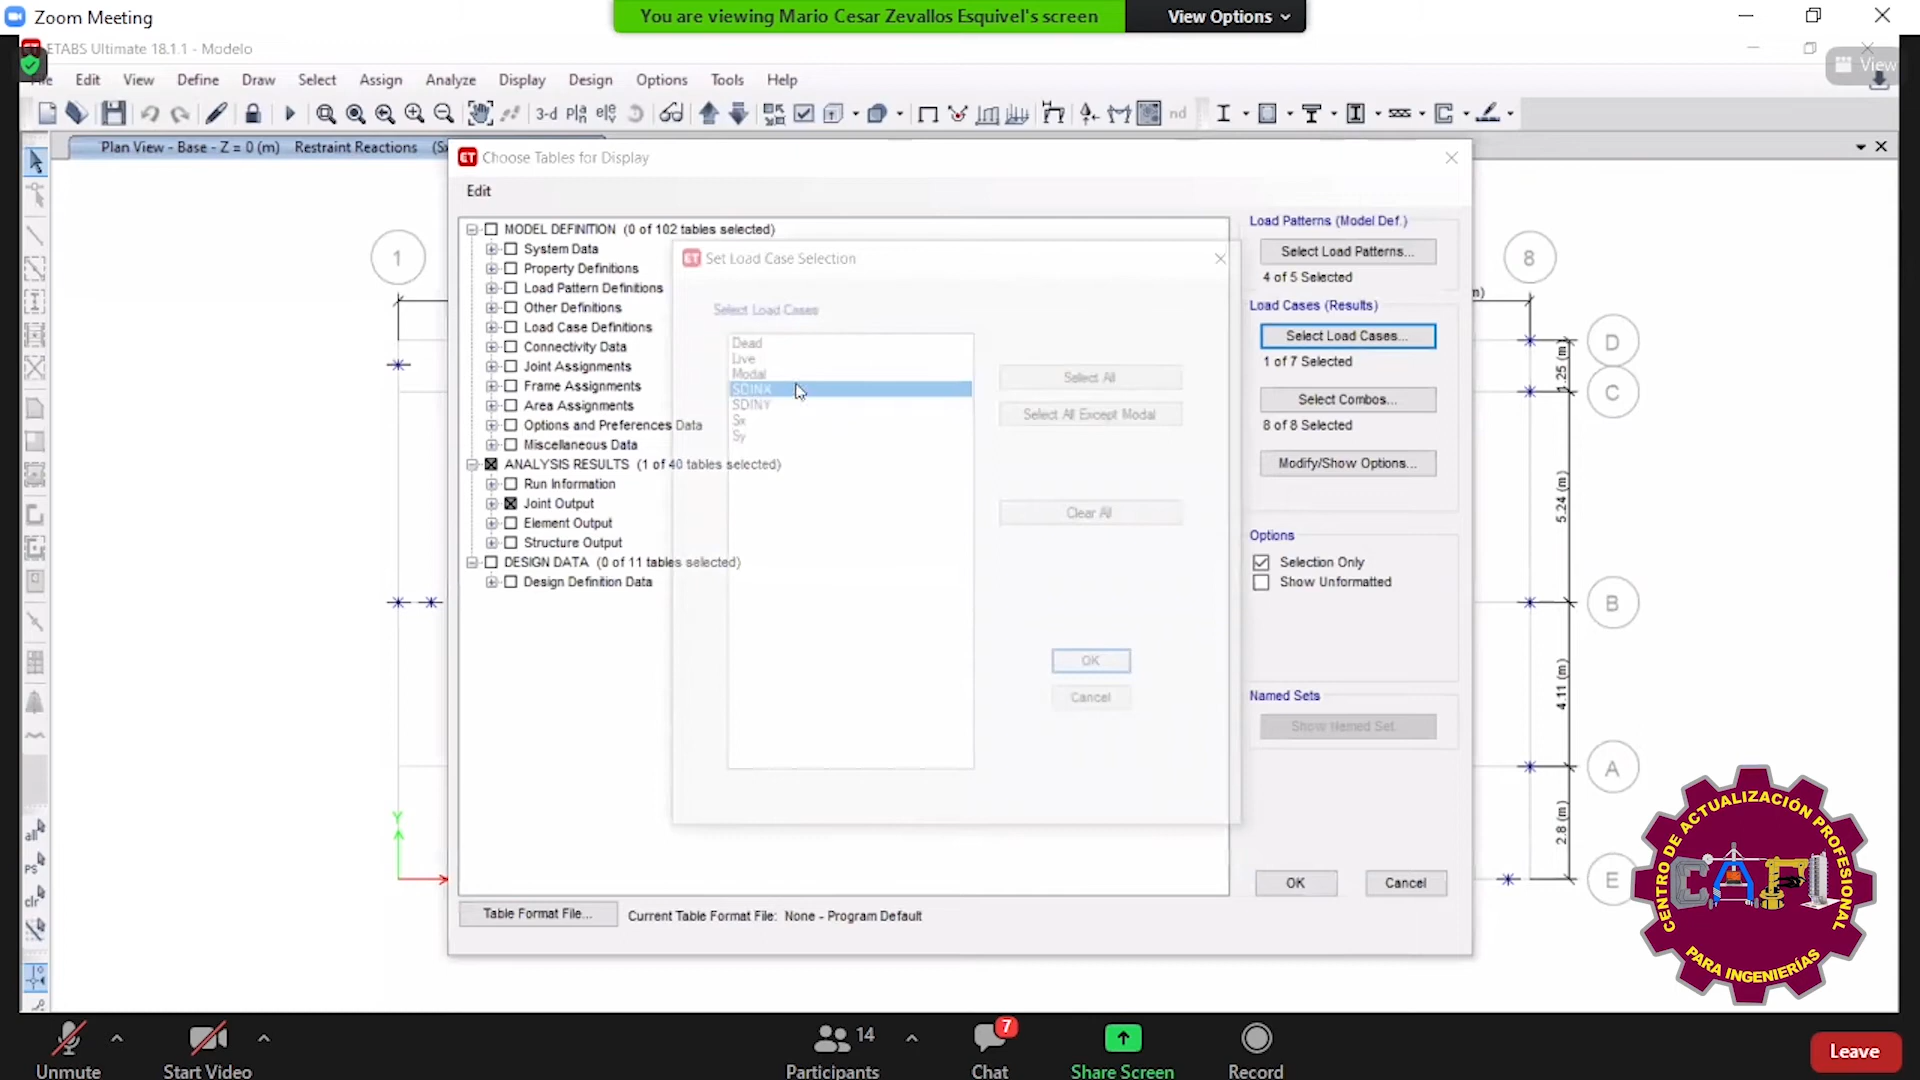 Zoom Meeting
You are viewing Mario Cesar Zevallos Esquivel's screen
View Options
ETABS Ultimate 18.1.1 - Modelo
View
Edit View Define Draw Select Assign Analyze Display Design Options Tools Help
3-d
nd
Plan View - Base - Z = 0 (m) Restraint Reactions
Choose Tables for Display
Edit
MODEL DEFINITION (0 of 102 tables selected)
System Data
Property Definitions
Load Pattern Definitions
Other Definitions
Load Case Definitions
Connectivity Data
Joint Assignments
Frame Assignments
Area Assignments
Options and Preferences Data
Miscellaneous Data
ANALYSIS RESULTS (1 of 40 tables selected)
Run Information
Joint Output
Element Output
Structure Output
DESIGN DATA (0 of 11 tables selected)
Design Definition Data
Set Load Case Selection
Select Load Cases
Dead
Live
Modal
SDINX
SDINY
Sx
Sy
Select All
Select All Except Modal
Clear All
OK
Cancel
Load Patterns (Model Def.)
Select Load Patterns...
4 of 5 Selected
Load Cases (Results)
Select Load Cases...
1 of 7 Selected
Select Combos...
8 of 8 Selected
Modify/Show Options...
Options
Selection Only
Show Unformatted
Named Sets
Show Named Set.
OK
Cancel
Table Format File...
Current Table Format File: None - Program Default
1
8
D
C
B
A
E
1.25 (m)
5.24 (m)
4.11 (m)
2.8 (m)
Y
all
ps
clr
CENTRO DE ACTUALIZACIÓN PROFESIONAL
CAPI
PARA INGENIERÍAS
Unmute
Start Video
14
Participants
7
Chat
Share Screen
Record
Leave